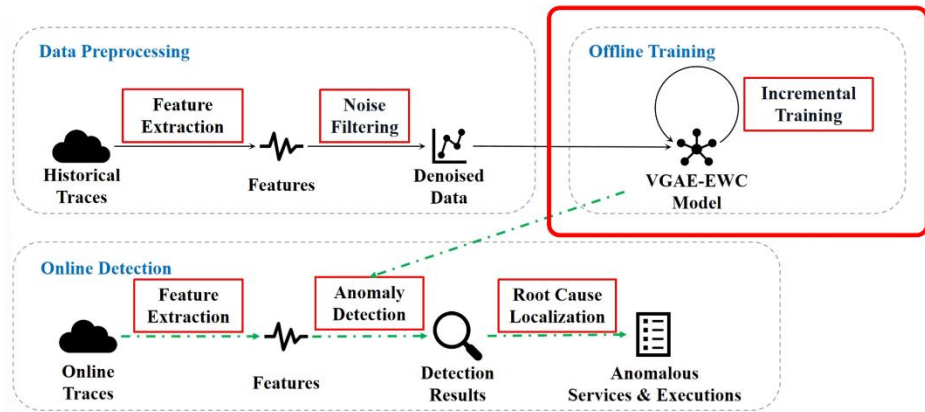 Data Preprocessing
Feature
Extraction
Noise
Filtering
Historical
Traces
Features
Denoised
Data
Offline Training
Incremental
Training
VGAE-EWC
Model
Online Detection
Feature
Extraction
Anomaly
Detection
Root Cause
Localization
Online
Traces
Features
Detection
Results
Anomalous
Services & Executions